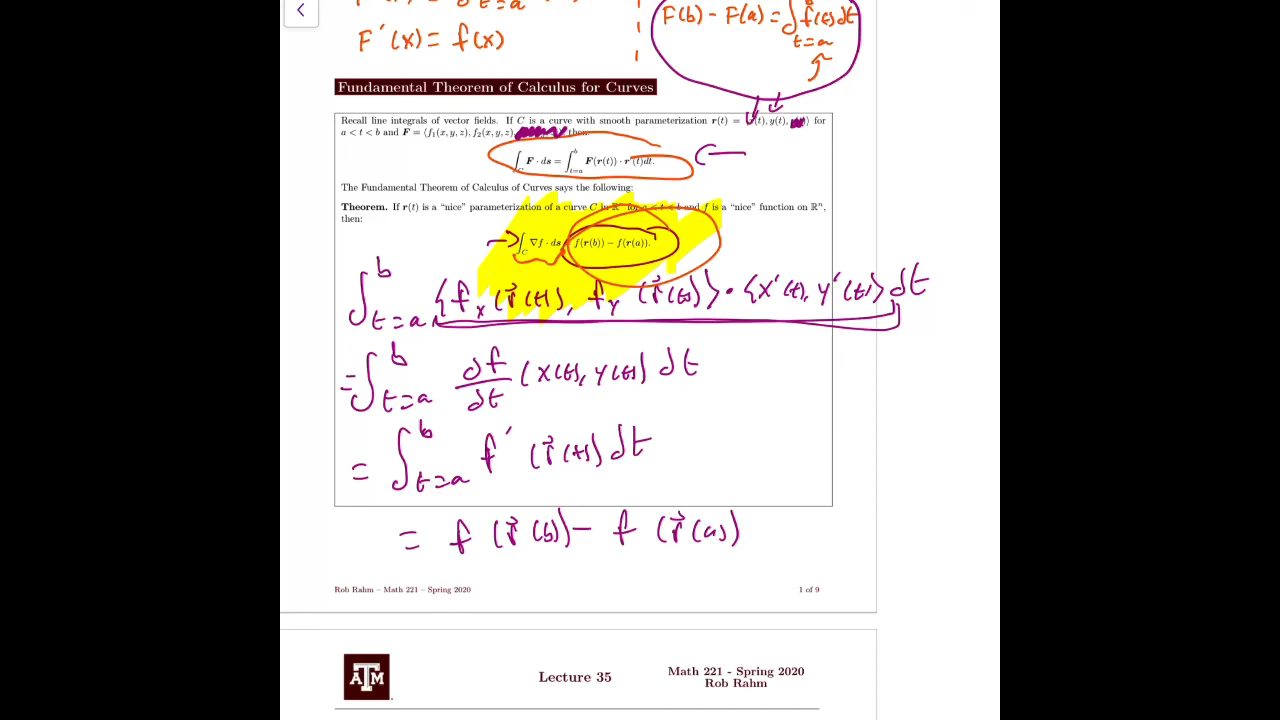 t=a
F(b) - F(a) = ∫ f(t) dt
t=a
F'(x) = f(x)
Fundamental Theorem of Calculus for Curves
Recall line integrals of vector fields. If C is a curve with smooth parameterization r(t) = ⟨x(t), y(t), ⟩ for
a < t < b and F = ⟨f₁(x, y, z), f₂(x, y, z), then
∫_C F · ds = ∫_{t=a}^{b} F(r(t)) · r'(t)dt.
The Fundamental Theorem of Calculus of Curves says the following:
Theorem. If r(t) is a “nice” parameterization of a curve C in ℝⁿ for a < t < b and f is a “nice” function on ℝⁿ,
then:
∫_C ∇f · ds = f(r(b)) − f(r(a)).
∫_{t=a}^{b} ⟨f_x (r⃗(t)), f_y (r⃗(t))⟩ · ⟨x'(t), y'(t)⟩ dt
= ∫_{t=a}^{b} ∂f/∂t (x(t), y(t)) dt
= ∫_{t=a}^{b} f' (r⃗(t)) dt
= f (r⃗(b)) − f (r⃗(a))
Rob Rahm – Math 221 – Spring 2020 1 of 9
ATM Lecture 35 Math 221 - Spring 2020
Rob Rahm